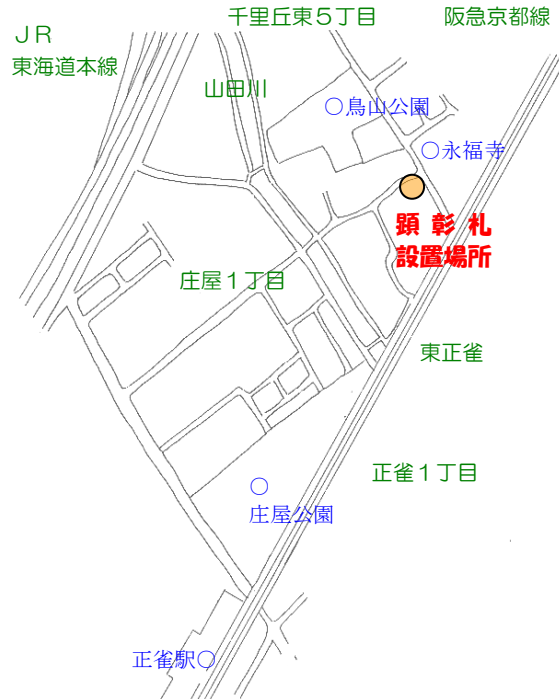 千里丘東５丁目
阪急京都線
ＪＲ
東海道本線
山田川
○鳥山公園
○永福寺
顕彰札
設置場所
庄屋１丁目
東正雀
正雀１丁目
○
庄屋公園
正雀駅○